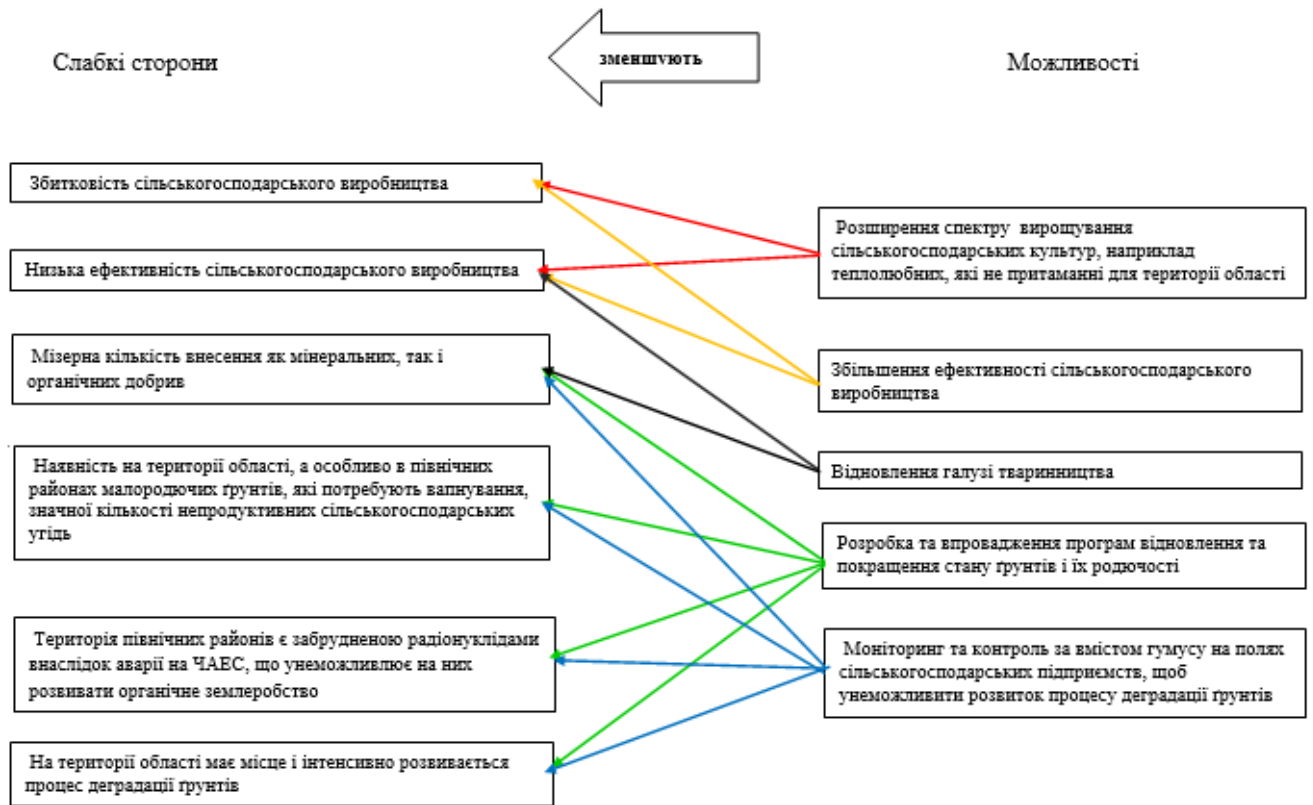 Слабкі сторони
зменшують
Можливості
Збитковість сільськогосподарського виробництва
Низька ефективність сільськогосподарського виробництва
Мізерна кількість внесення як мінеральних, так і
органічних добрив
Наявність на території області, а особливо в північних
районах малородючих ґрунтів, які потребують вапнування,
значної кількості непродуктивних сільськогосподарських
угідь
Територія північних районів є забрудненою радіонуклідами
внаслідок аварії на ЧАЕС, що унеможливлює на них
розвивати органічне землеробство
На території області має місце і інтенсивно розвивається
процес деградації ґрунтів
Розширення спектру вирощування
сільськогосподарських культур, наприклад
теплолюбних, які не притаманні для території області
Збільшення ефективності сільськогосподарського
виробництва
Відновлення галузі тваринництва
Розробка та впровадження програм відновлення та
покращення стану ґрунтів і їх родючості
Моніторинг та контроль за вмістом гумусу на полях
сільськогосподарських підприємств, щоб
унеможливити розвиток процесу деградації ґрунтів